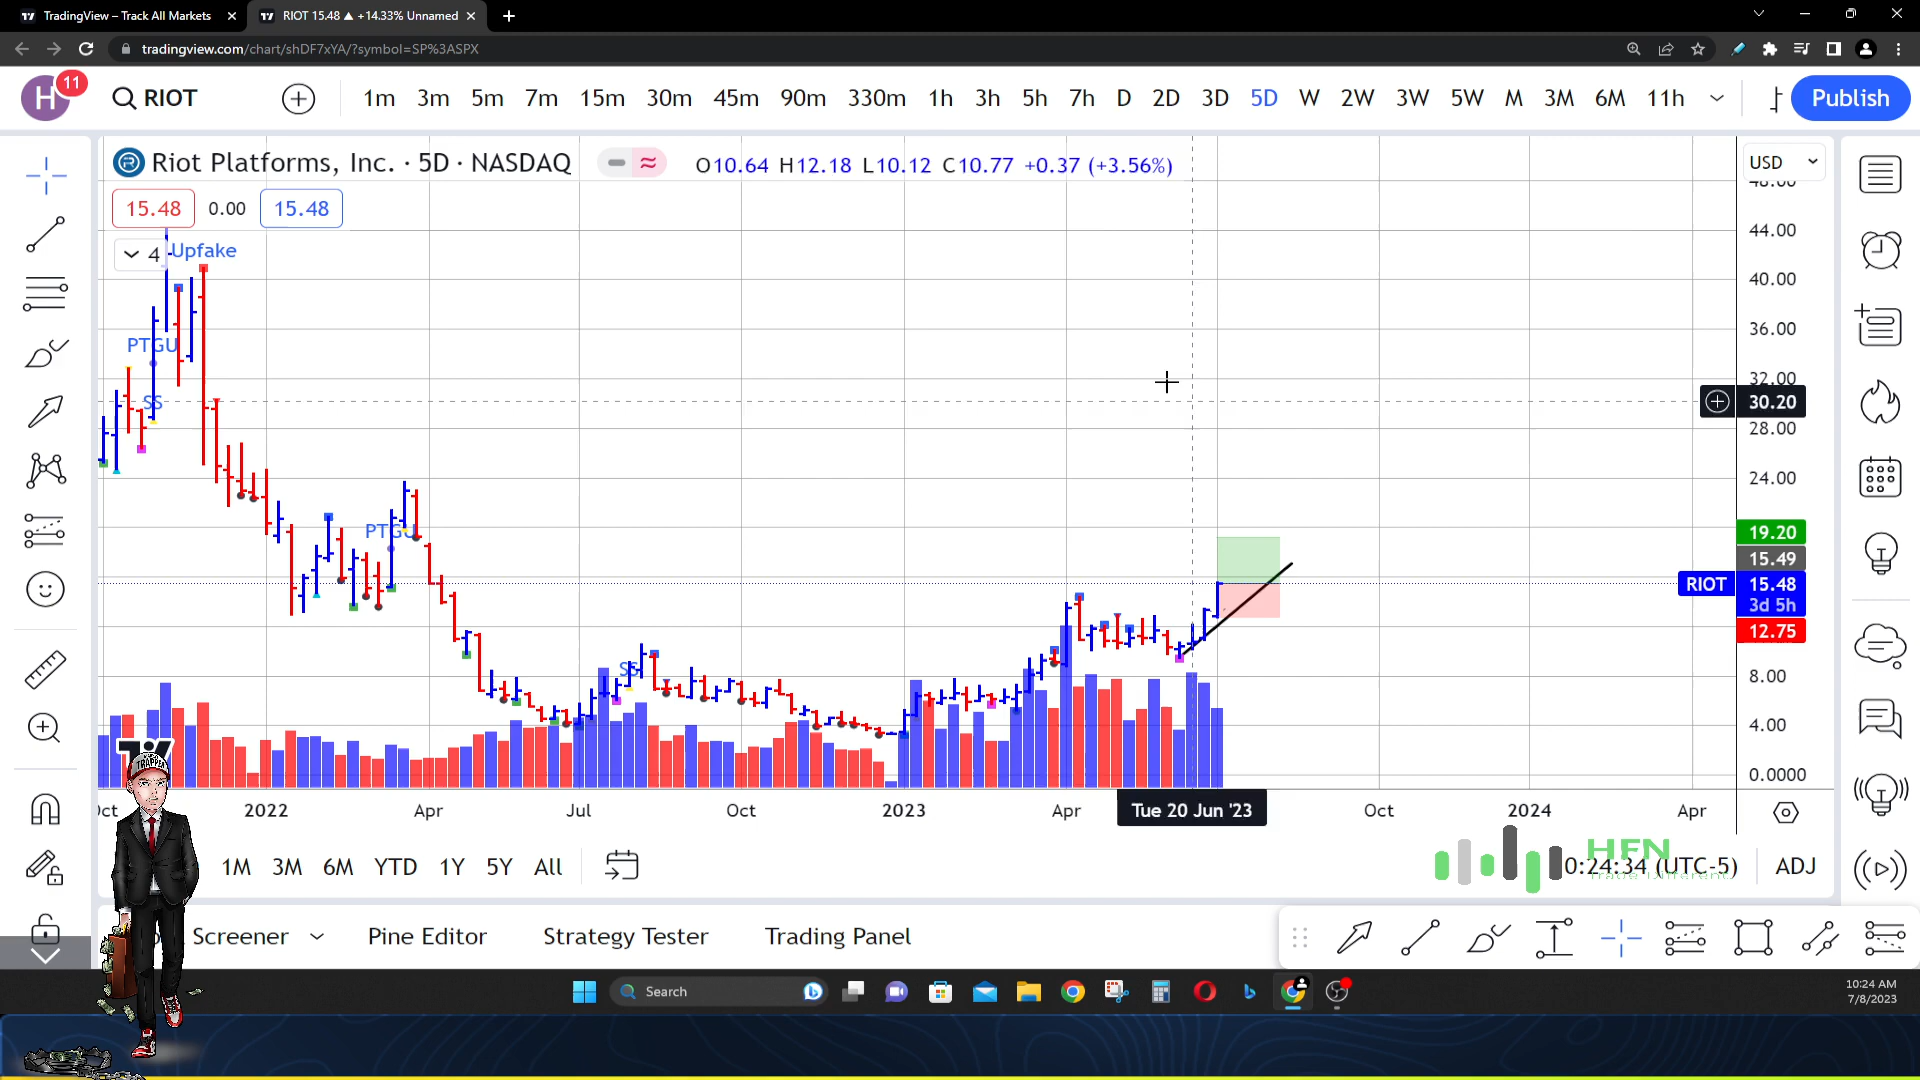 TradingView – Track All Markets
RIOT 15.48 ▲ +14.33% Unnamed
tradingview.com/chart/shDF7xYA/?symbol=SP%3ASPX
H 11
RIOT
1m 3m 5m 7m 15m 30m 45m 90m 330m 1h 3h 5h 7h D 2D 3D 5D W 2W 3W 5W M 3M 6M 11h
Publish
Riot Platforms, Inc. · 5D · NASDAQ
O10.64 H12.18 L10.12 C10.77 +0.37 (+3.56%)
USD
48.00
15.48 0.00 15.48
44.00
4
Upfake
40.00
36.00
PTGU
32.00
SS
30.20
28.00
24.00
PTGU
19.20
15.49
RIOT 15.48
3d 5h
12.75
SS
8.00
4.00
0.0000
Oct 2022 Apr Jul Oct 2023 Apr Tue 20 Jun '23 Oct 2024 Apr
TRAPPER
HFN
Trade Different.
1M 3M 6M YTD 1Y 5Y All
0:24:34 (UTC-5) ADJ
Screener Pine Editor Strategy Tester Trading Panel
Search
10:24 AM
7/8/2023